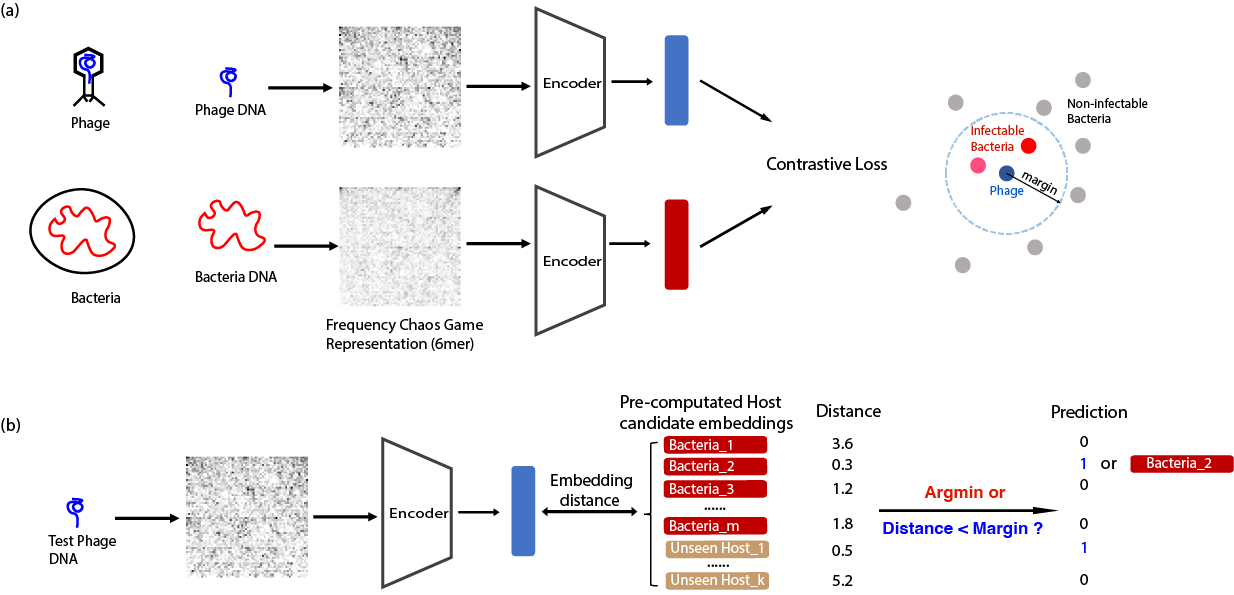 (a)
Phage
Phage DNA
Encoder
Contrastive Loss
Non-infectable
Bacteria
Infectable
Bacteria
Phage
margin
Bacteria
Bacteria DNA
Encoder
Frequency Chaos Game
Representation (6mer)
(b)
Test Phage
DNA
Encoder
Embedding
distance
Pre-computated Host
candidate embeddings
Bacteria_1
Bacteria_2
Bacteria_3
......
Bacteria_m
Unseen Host_1
......
Unseen Host_k
Distance
3.6
0.3
1.2
1.8
0.5
5.2
Argmin or
Distance < Margin ?
Prediction
0
1 or Bacteria_2
0
0
1
0